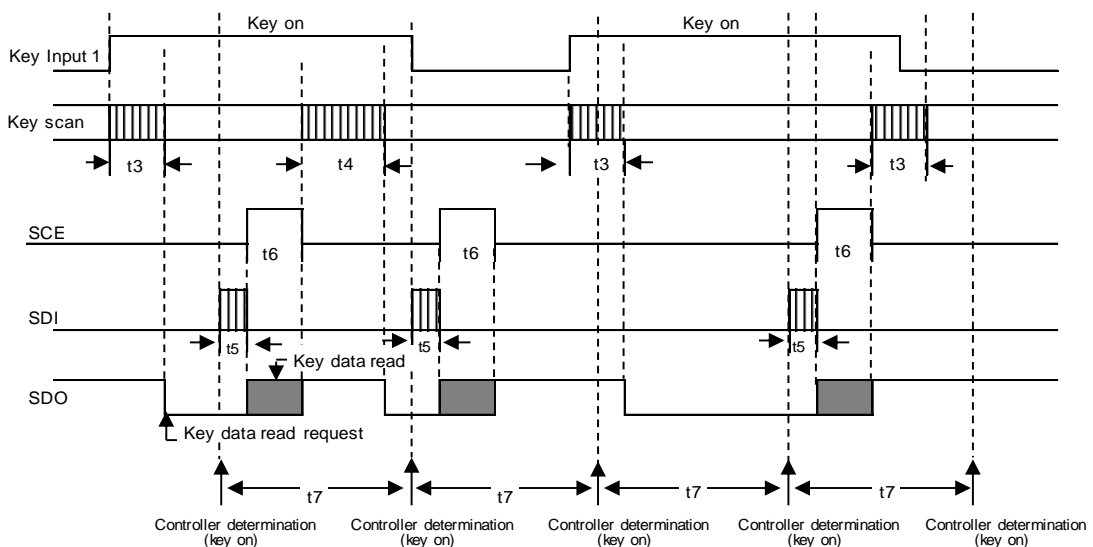 Key on
Key on
Key Input 1
Key scan
t3
t4
t3
t3
SCE
t6
t6
t6
SDI
t5
t5
t5
Key data read
SDO
Key data read request
t7
t7
t7
t7
Controller determination
(key on)
Controller determination
(key on)
Controller determination
(key on)
Controller determination
(key on)
Controller determination
(key on)